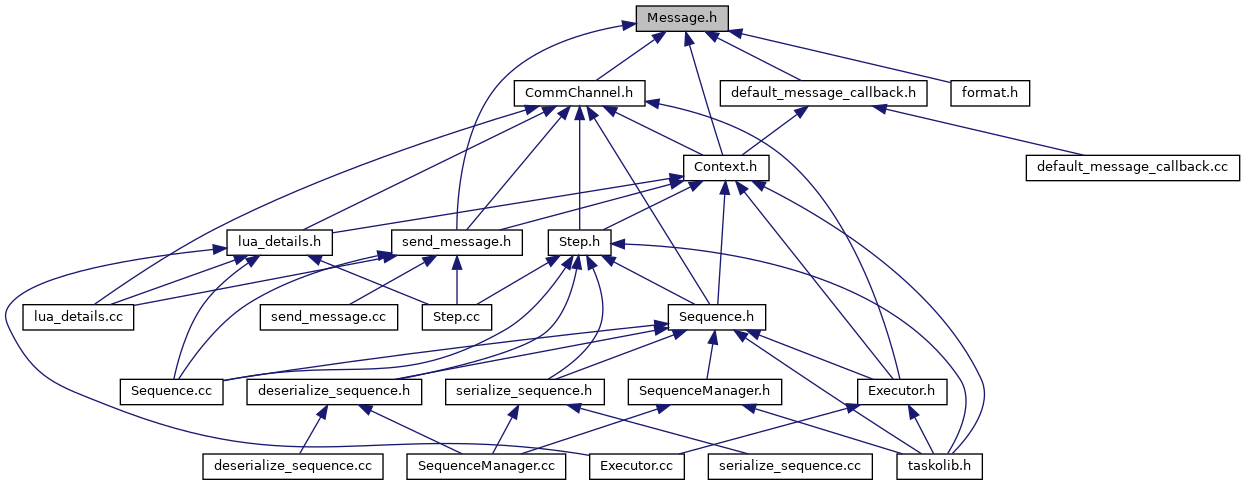 Message.h
CommChannel.h
default_message_callback.h
format.h
Context.h
default_message_callback.cc
lua_details.h
send_message.h
Step.h
lua_details.cc
send_message.cc
Step.cc
Sequence.h
Sequence.cc
deserialize_sequence.h
serialize_sequence.h
SequenceManager.h
Executor.h
deserialize_sequence.cc
SequenceManager.cc
Executor.cc
serialize_sequence.cc
taskolib.h